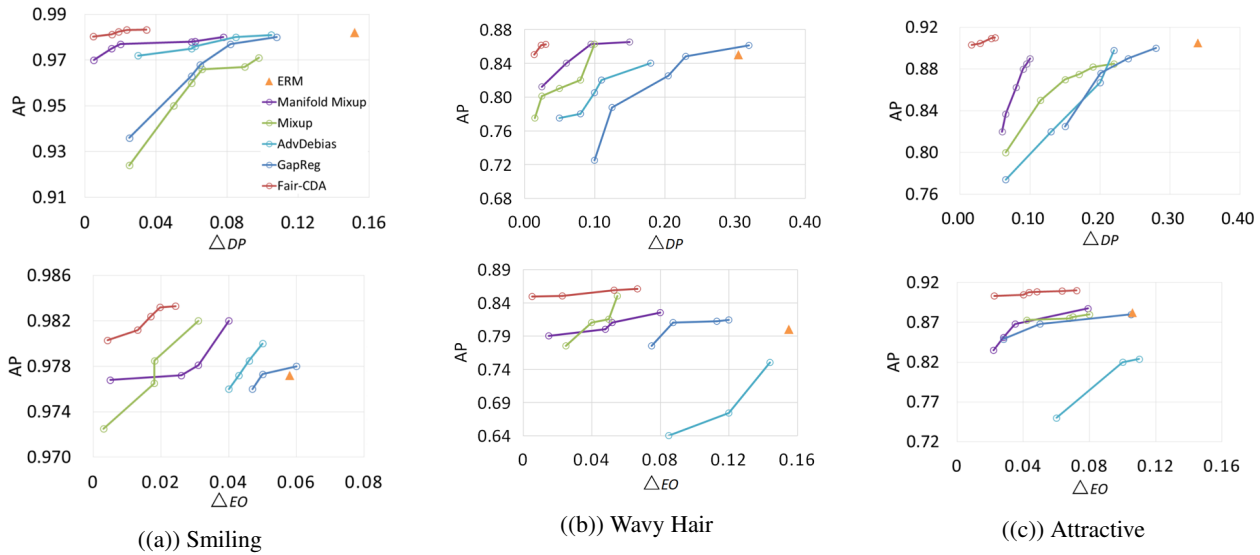 0.99
0.97
0.95
0.93
0.91
AP
0 0.04 0.08 0.12 0.16
△DP
ERM
Manifold Mixup
Mixup
AdvDebias
GapReg
Fair-CDA
0.88
0.84
0.80
0.76
0.72
0.68
AP
0.00 0.10 0.20 0.30 0.40
△DP
0.92
0.88
0.84
0.80
0.76
AP
0.00 0.10 0.20 0.30 0.40
△DP
0.986
0.982
0.978
0.974
0.970
AP
0 0.02 0.04 0.06 0.08
△EO
0.89
0.84
0.79
0.74
0.69
0.64
AP
0.00 0.04 0.08 0.12 0.16
△EO
0.92
0.87
0.82
0.77
0.72
AP
0.00 0.04 0.08 0.12 0.16
△EO
((a)) Smiling
((b)) Wavy Hair
((c)) Attractive